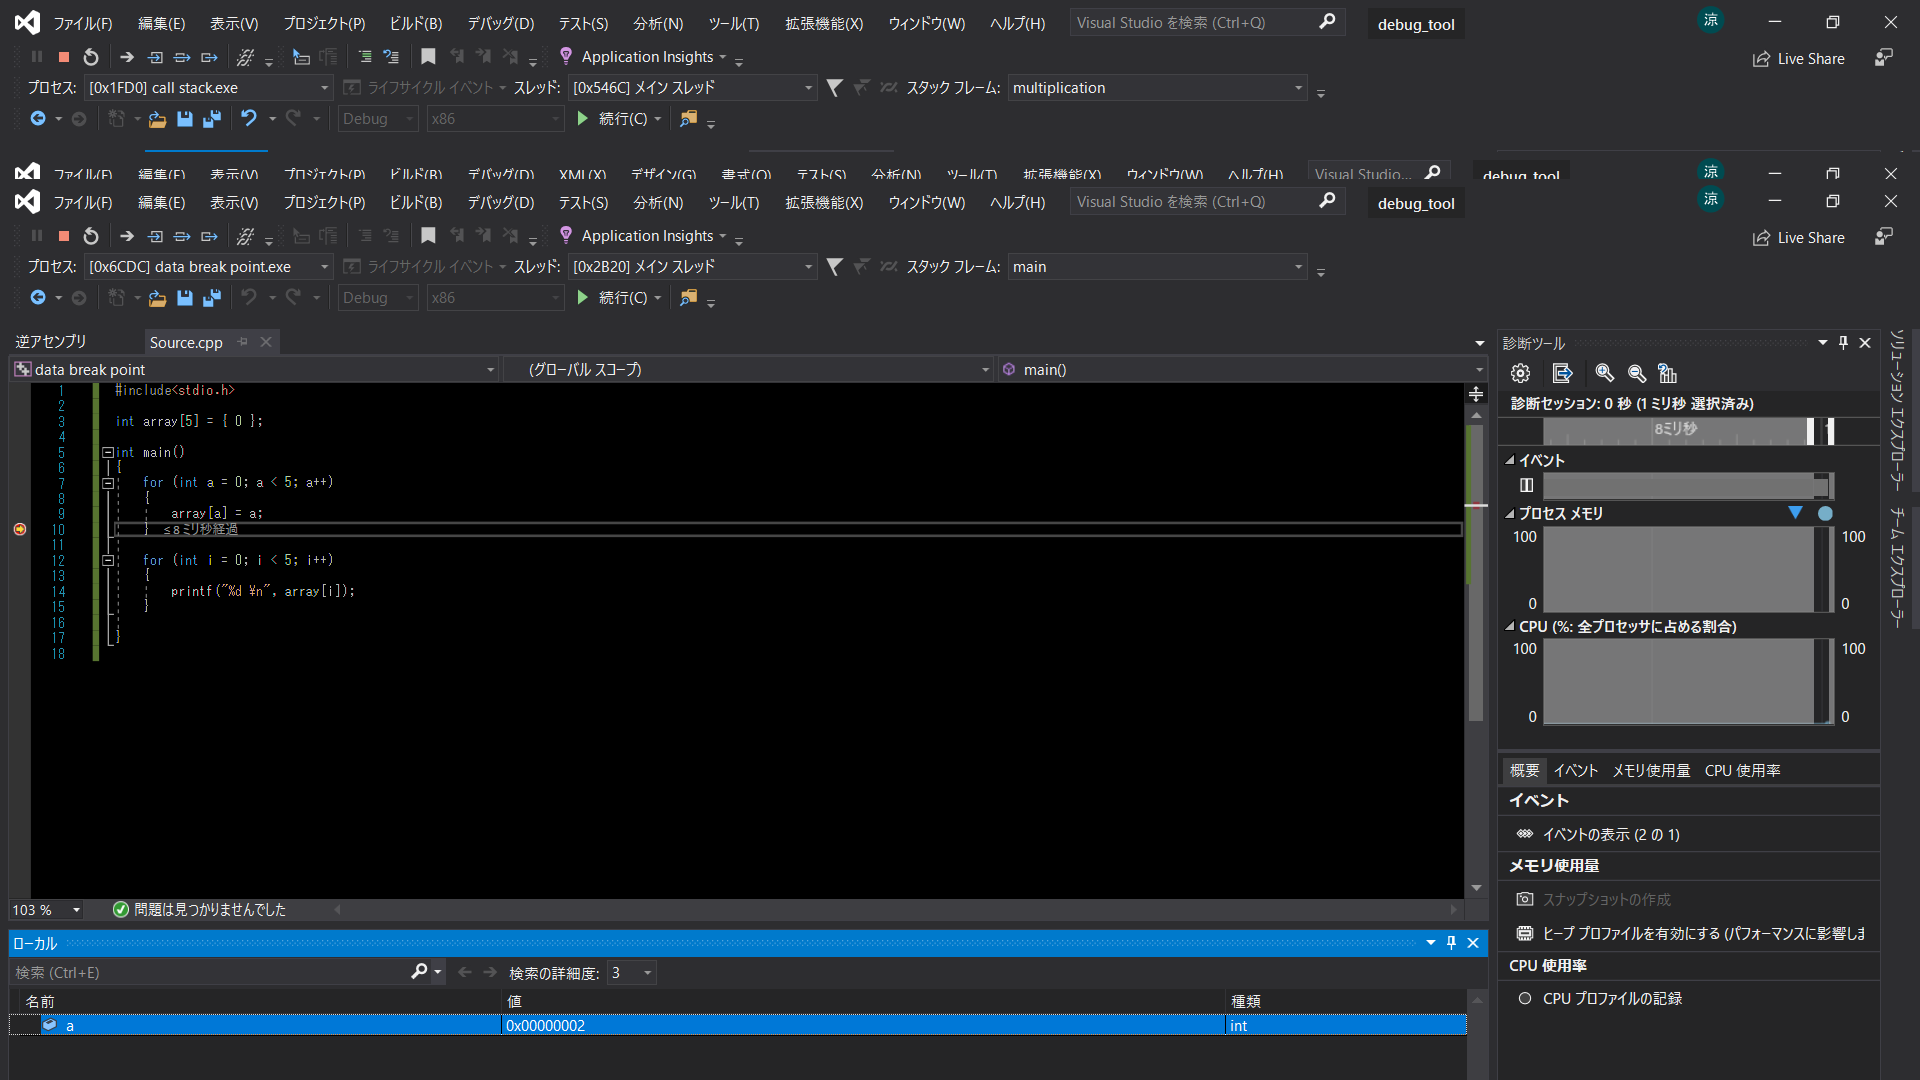 ファイル(F) 編集(E) 表示(V) プロジェクト(P) ビルド(B) デバッグ(D) テスト(S) 分析(N) ツール(T) 拡張機能(X) ウィンドウ(W) ヘルプ(H) Visual Studio を検索 (Ctrl+Q) debug_tool 涼
Application Insights Live Share
プロセス: [0x1FD0] call stack.exe ライフサイクル イベント スレッド: [0x546C] メイン スレッド スタック フレーム: multiplication
Debug x86 続行(C)
ファイル(F) 編集(E) 表示(V) プロジェクト(P) ビルド(B) デバッグ(D) XML(X) デザイン(G) 書式(O) テスト(S) 分析(N) ツール(T) 拡張機能(X) ウィンドウ(W) ヘルプ(H) Visual Studio... debug_tool 涼
ファイル(F) 編集(E) 表示(V) プロジェクト(P) ビルド(B) デバッグ(D) テスト(S) 分析(N) ツール(T) 拡張機能(X) ウィンドウ(W) ヘルプ(H) Visual Studio を検索 (Ctrl+Q) debug_tool 涼
Application Insights Live Share
プロセス: [0x6CDC] data break point.exe ライフサイクル イベント スレッド: [0x2B20] メイン スレッド スタック フレーム: main
Debug x86 続行(C)
逆アセンブリ Source.cpp
data break point (グローバル スコープ) main()
1 #include<stdio.h>
2
3 int array[5] = { 0 };
4
5 int main()
6 {
7 for (int a = 0; a < 5; a++)
8 {
9 array[a] = a;
10 } ≤ 8 ミリ秒経過
11
12 for (int i = 0; i < 5; i++)
13 {
14 printf("%d ¥n", array[i]);
15 }
16
17 }
18
103 % 問題は見つかりませんでした
ローカル
検索 (Ctrl+E) 検索の詳細度: 3
名前 値 種類
a 0x00000002 int
診断ツール
診断セッション: 0 秒 (1 ミリ秒 選択済み)
8ミリ秒
イベント
プロセス メモリ
100 100
0 0
CPU (%: 全プロセッサに占める割合)
100 100
0 0
概要 イベント メモリ使用量 CPU 使用率
イベント
イベントの表示 (2 の 1)
メモリ使用量
スナップショットの作成
ヒープ プロファイルを有効にする (パフォーマンスに影響しま
CPU 使用率
CPU プロファイルの記録
ソリューション エクスプローラー
チーム エクスプローラー